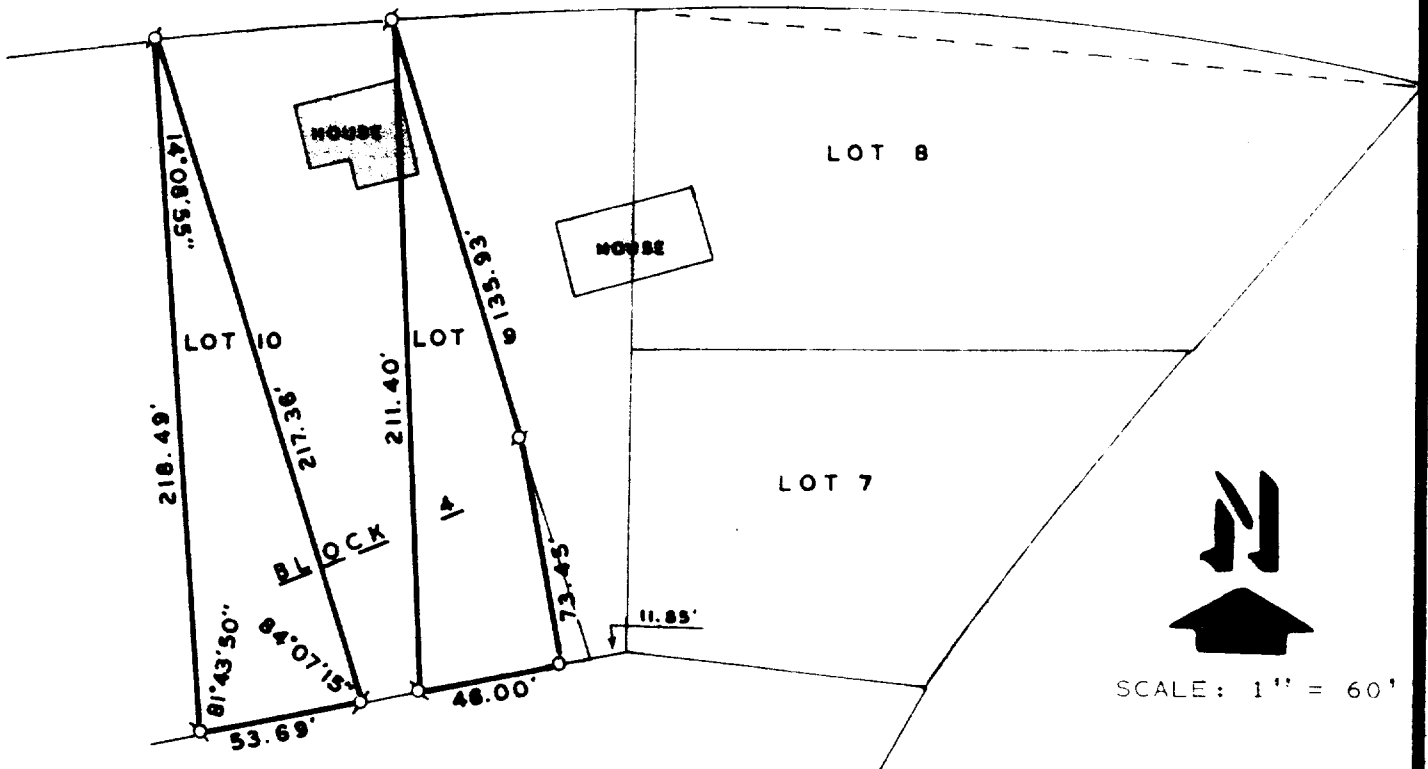 HOUSE
14°08'55"
LOT 8
HOUSE
135.93'
LOT 10
LOT 9
211.40'
218.49'
217.36'
LOT 7
BLOCK 4
N
73.45'
11.85'
81°43'50"
84°07'15"
46.00'
53.69'
SCALE: 1" = 60'